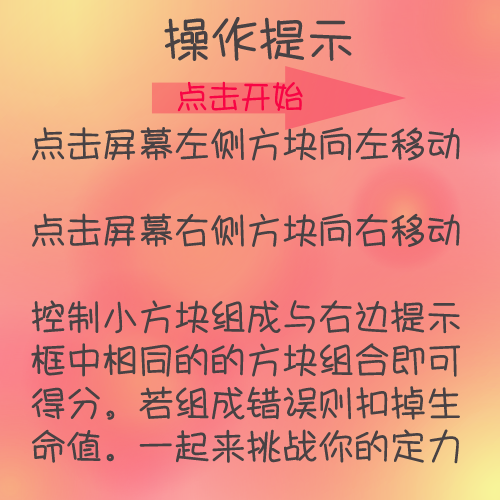 操作提示
点击开始
点击屏幕左侧方块向左移动
点击屏幕右侧方块向右移动
控制小方块组成与右边提示
框中相同的的方块组合即可
得分。若组成错误则扣掉生
命值。一起来挑战你的定力